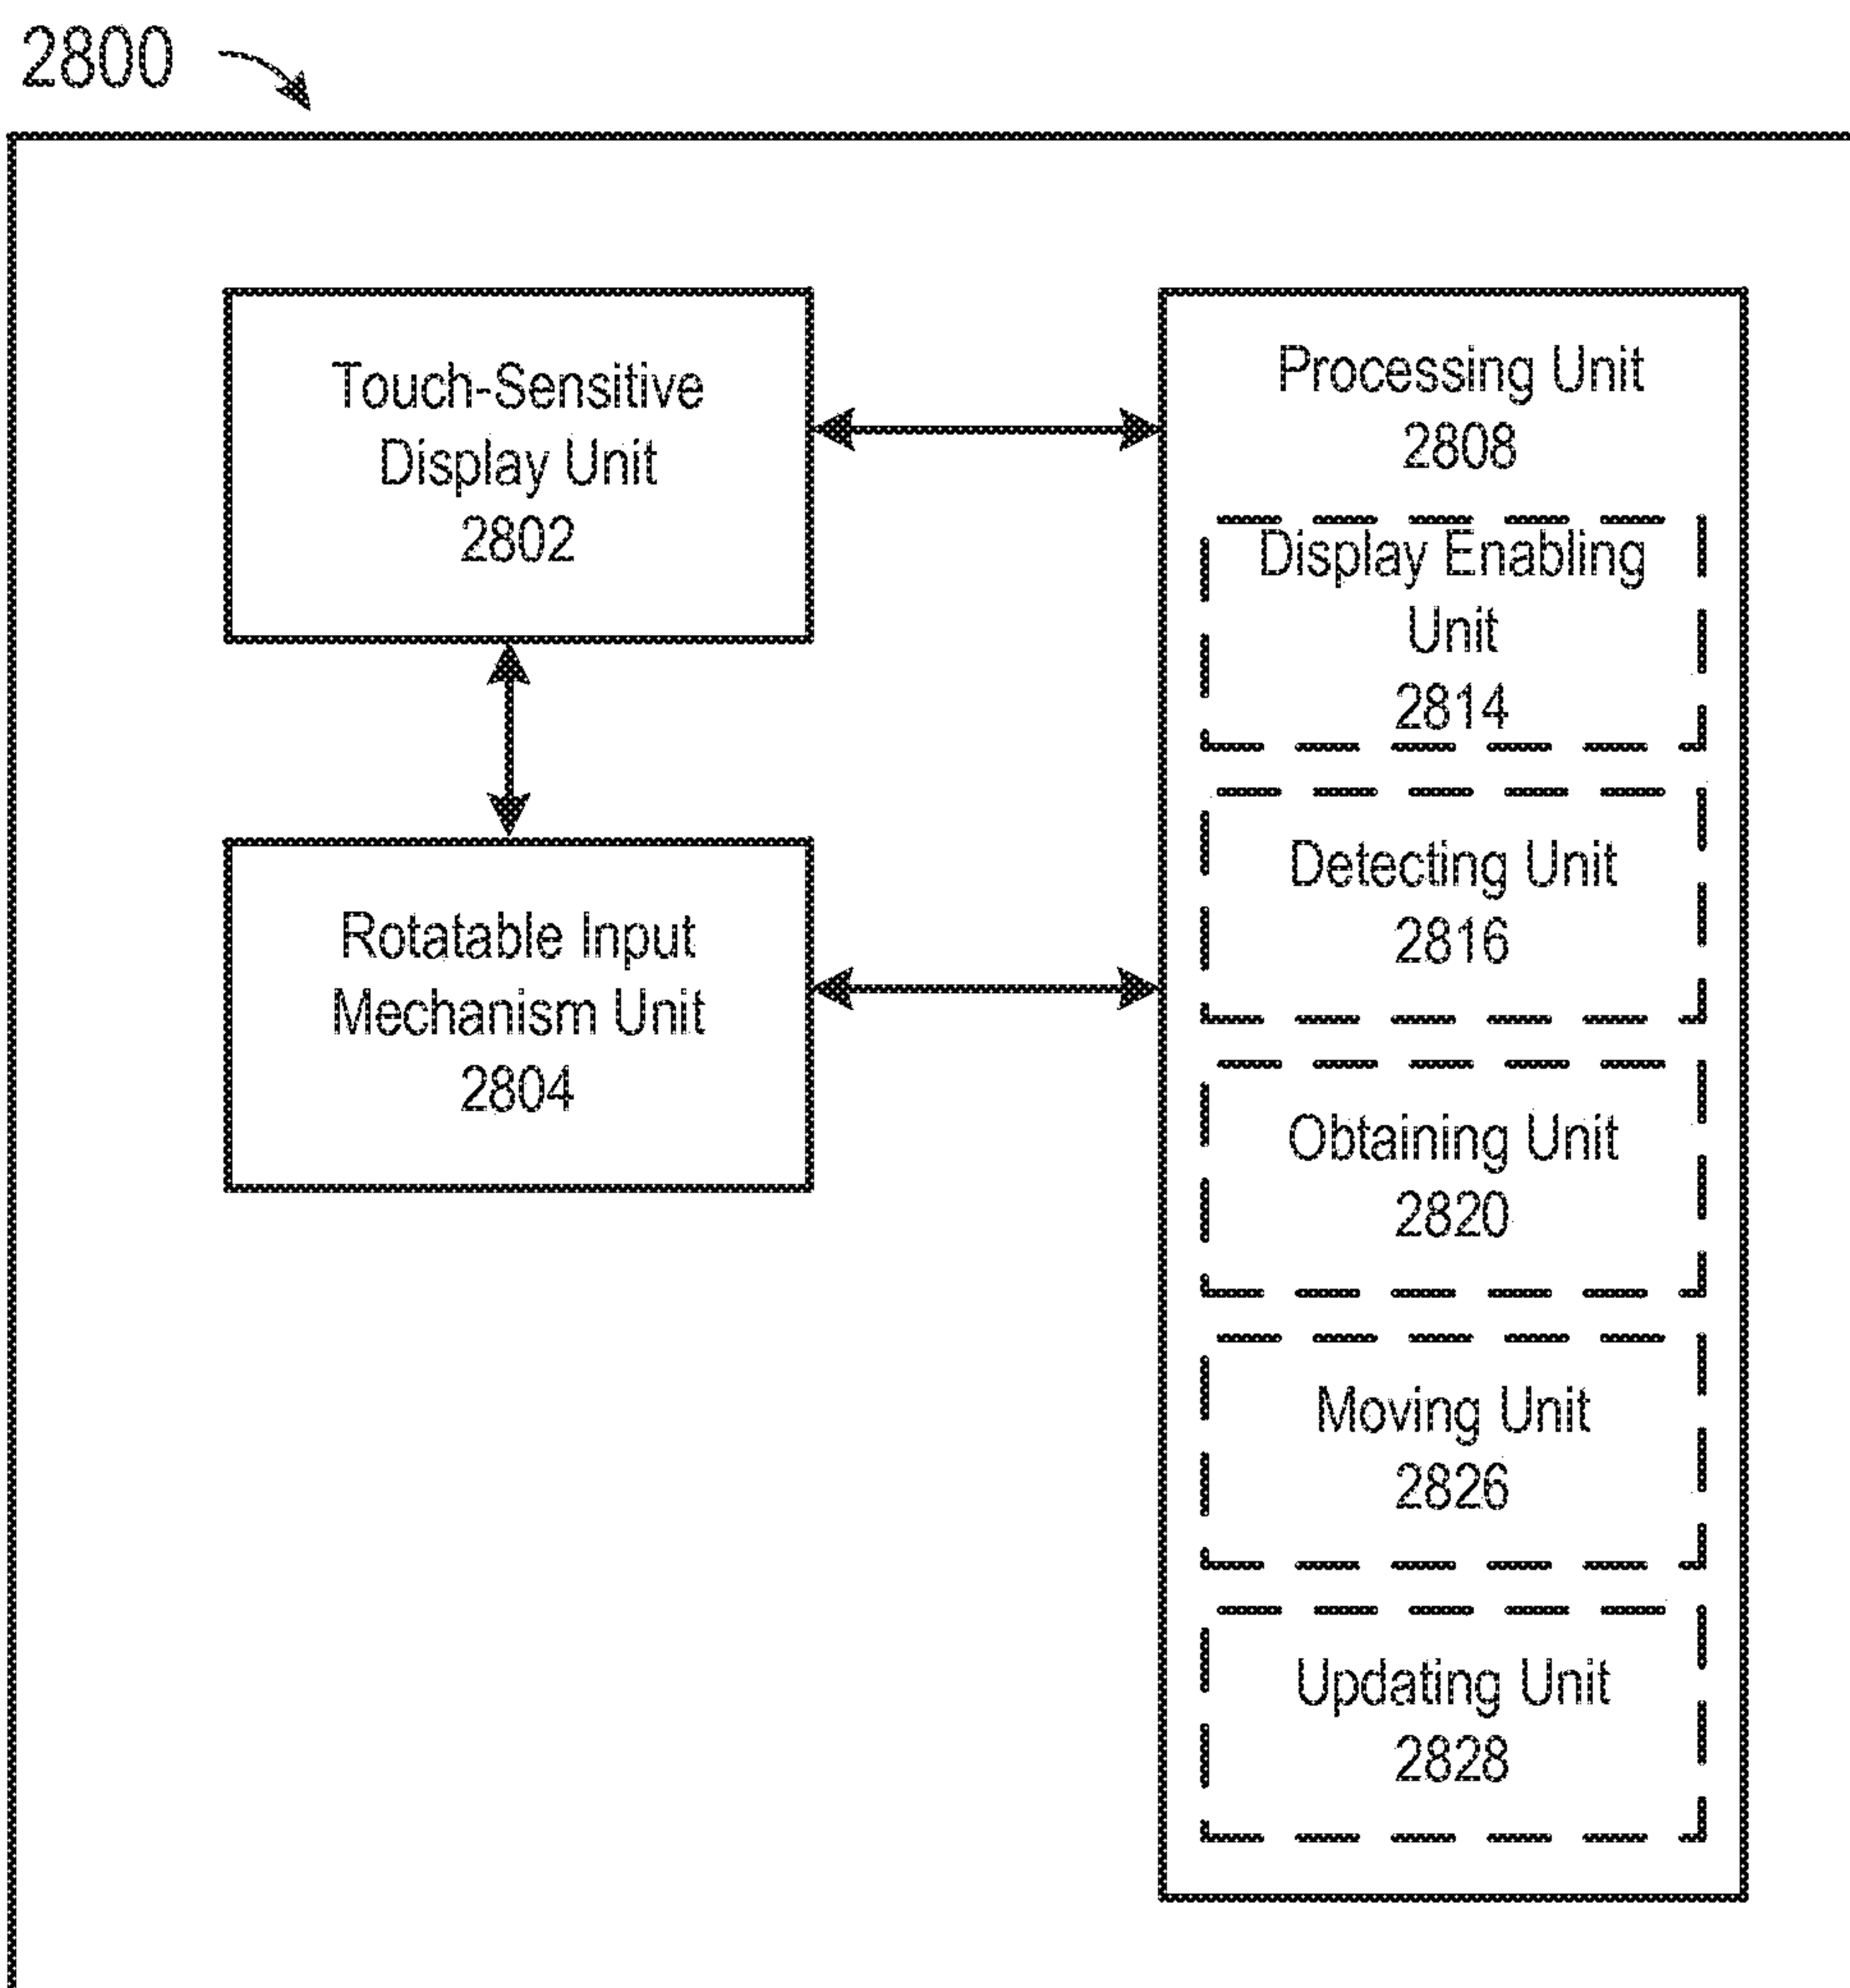 2800
Touch-Sensitive
Display Unit
2802
Rotatable Input
Mechanism Unit
2804
Processing Unit
2808
Display Enabling
Unit
2814
Detecting Unit
2816
Obtaining Unit
2820
Moving Unit
2826
Updating Unit
2828